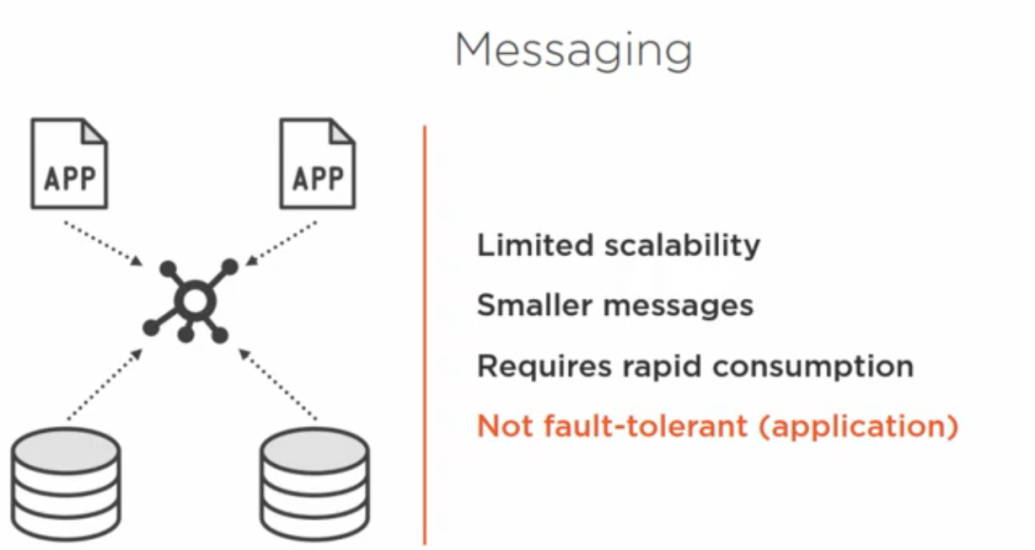 Messaging
APP
APP
Limited scalability
Smaller messages
Requires rapid consumption
Not fault-tolerant (application)